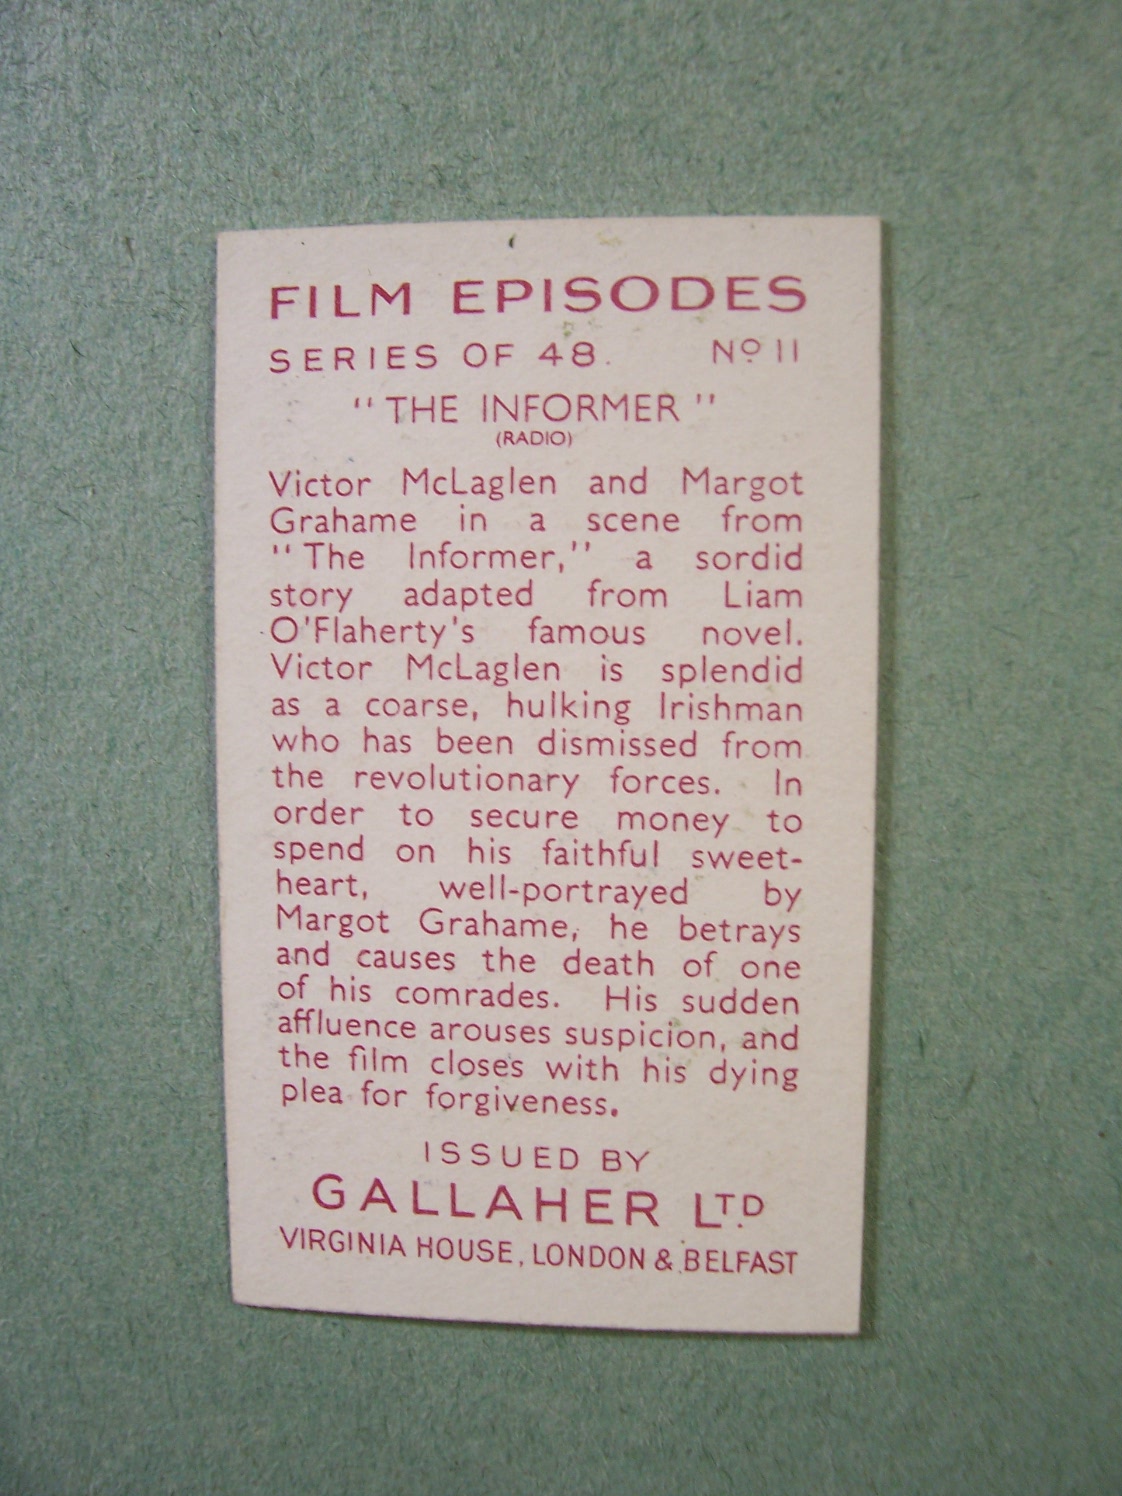 FILM EPISODES
SERIES OF 48. Nº 11
"THE INFORMER"
(RADIO)
Victor McLaglen and Margot
Grahame in a scene from
"The Informer," a sordid
story adapted from Liam
O'Flaherty's famous novel.
Victor McLaglen is splendid
as a coarse, hulking Irishman
who has been dismissed from
the revolutionary forces. In
order to secure money to
spend on his faithful sweet-
heart, well-portrayed by
Margot Grahame, he betrays
and causes the death of one
of his comrades. His sudden
affluence arouses suspicion, and
the film closes with his dying
plea for forgiveness.
ISSUED BY
GALLAHER LTD.
VIRGINIA HOUSE, LONDON & BELFAST